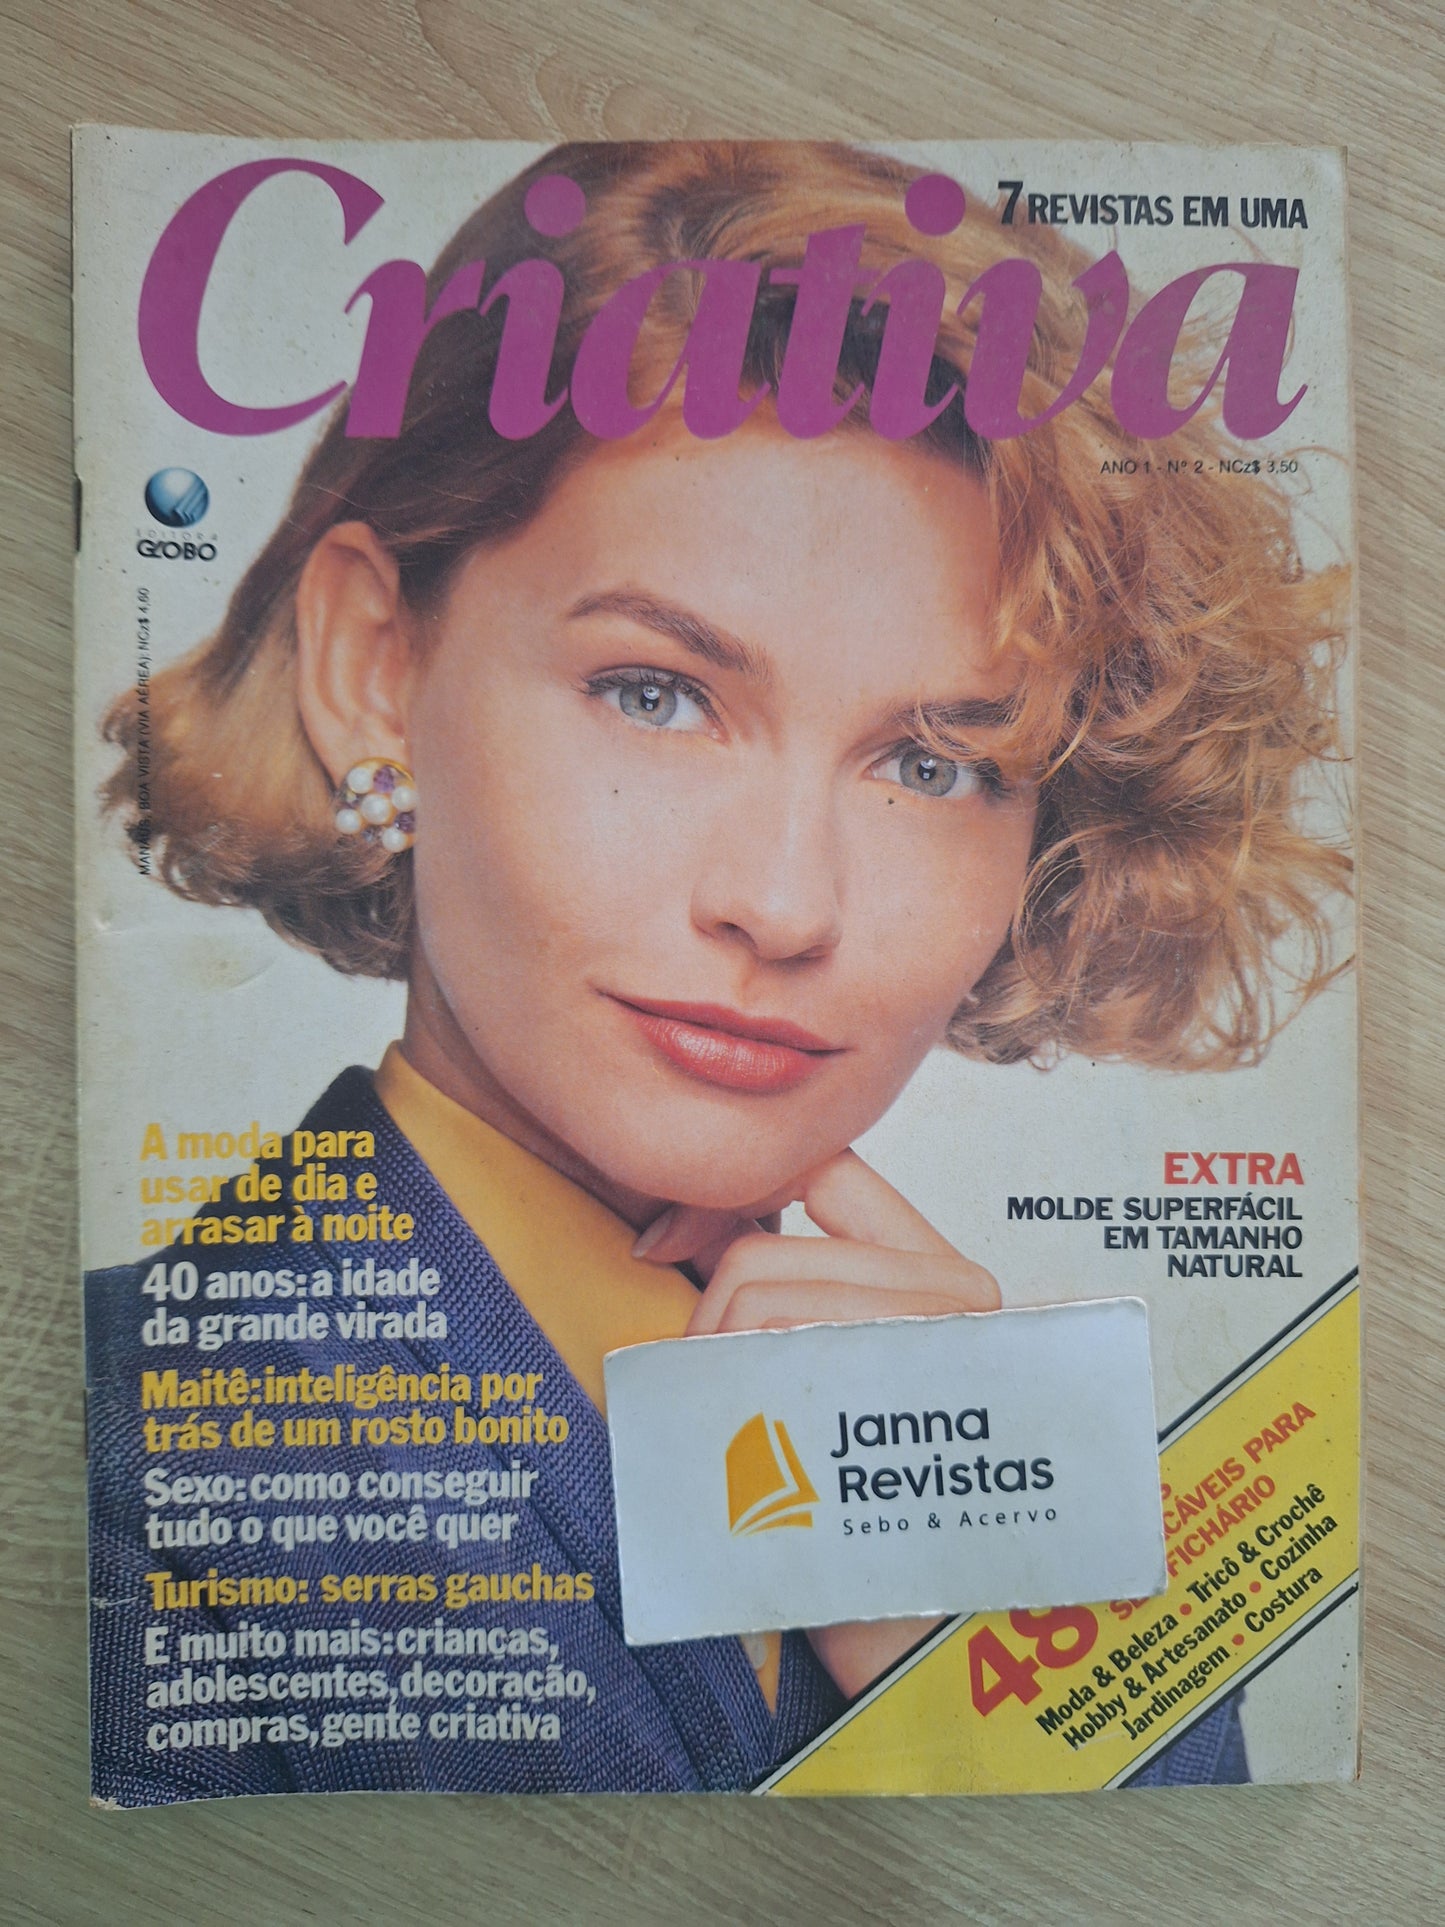 7 REVISTAS EM UMA
Criativa
ANO 1 - Nº 2 - NCz$ 3,50
EDITORA
GLOBO
MANAUS, BOA VISTA (VIA AÉREA): NCz$ 4,60
A moda para
usar de dia e
arrasar à noite
40 anos: a idade
da grande virada
Maitê: inteligência por
trás de um rosto bonito
Sexo: como conseguir
tudo o que você quer
Turismo: serras gauchas
E muito mais: crianças,
adolescentes, decoração,
compras, gente criativa
EXTRA
MOLDE SUPERFÁCIL
EM TAMANHO
NATURAL
Janna
Revistas
Sebo & Acervo
48
PARA
FICHÁRIO
Moda & Beleza • Tricô & Crochê
Hobby & Artesanato • Cozinha
Jardinagem • Costura